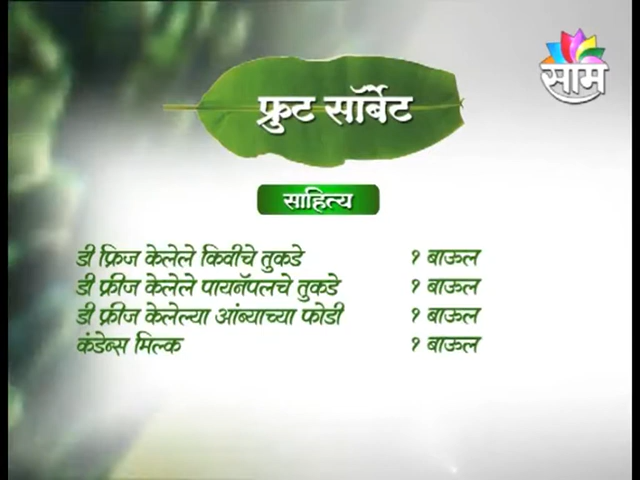 साम
फ्रुट सॉर्बेट
साहित्य
डी फ्रिज केलेले किवीचे तुकडे १ बाऊल
डी फ्रीज केलेले पायनॅपलचे तुकडे १ बाऊल
डी फ्रीज केलेल्या आंब्याच्या फोडी १ बाऊल
कंडेन्स मिल्क १ बाऊल